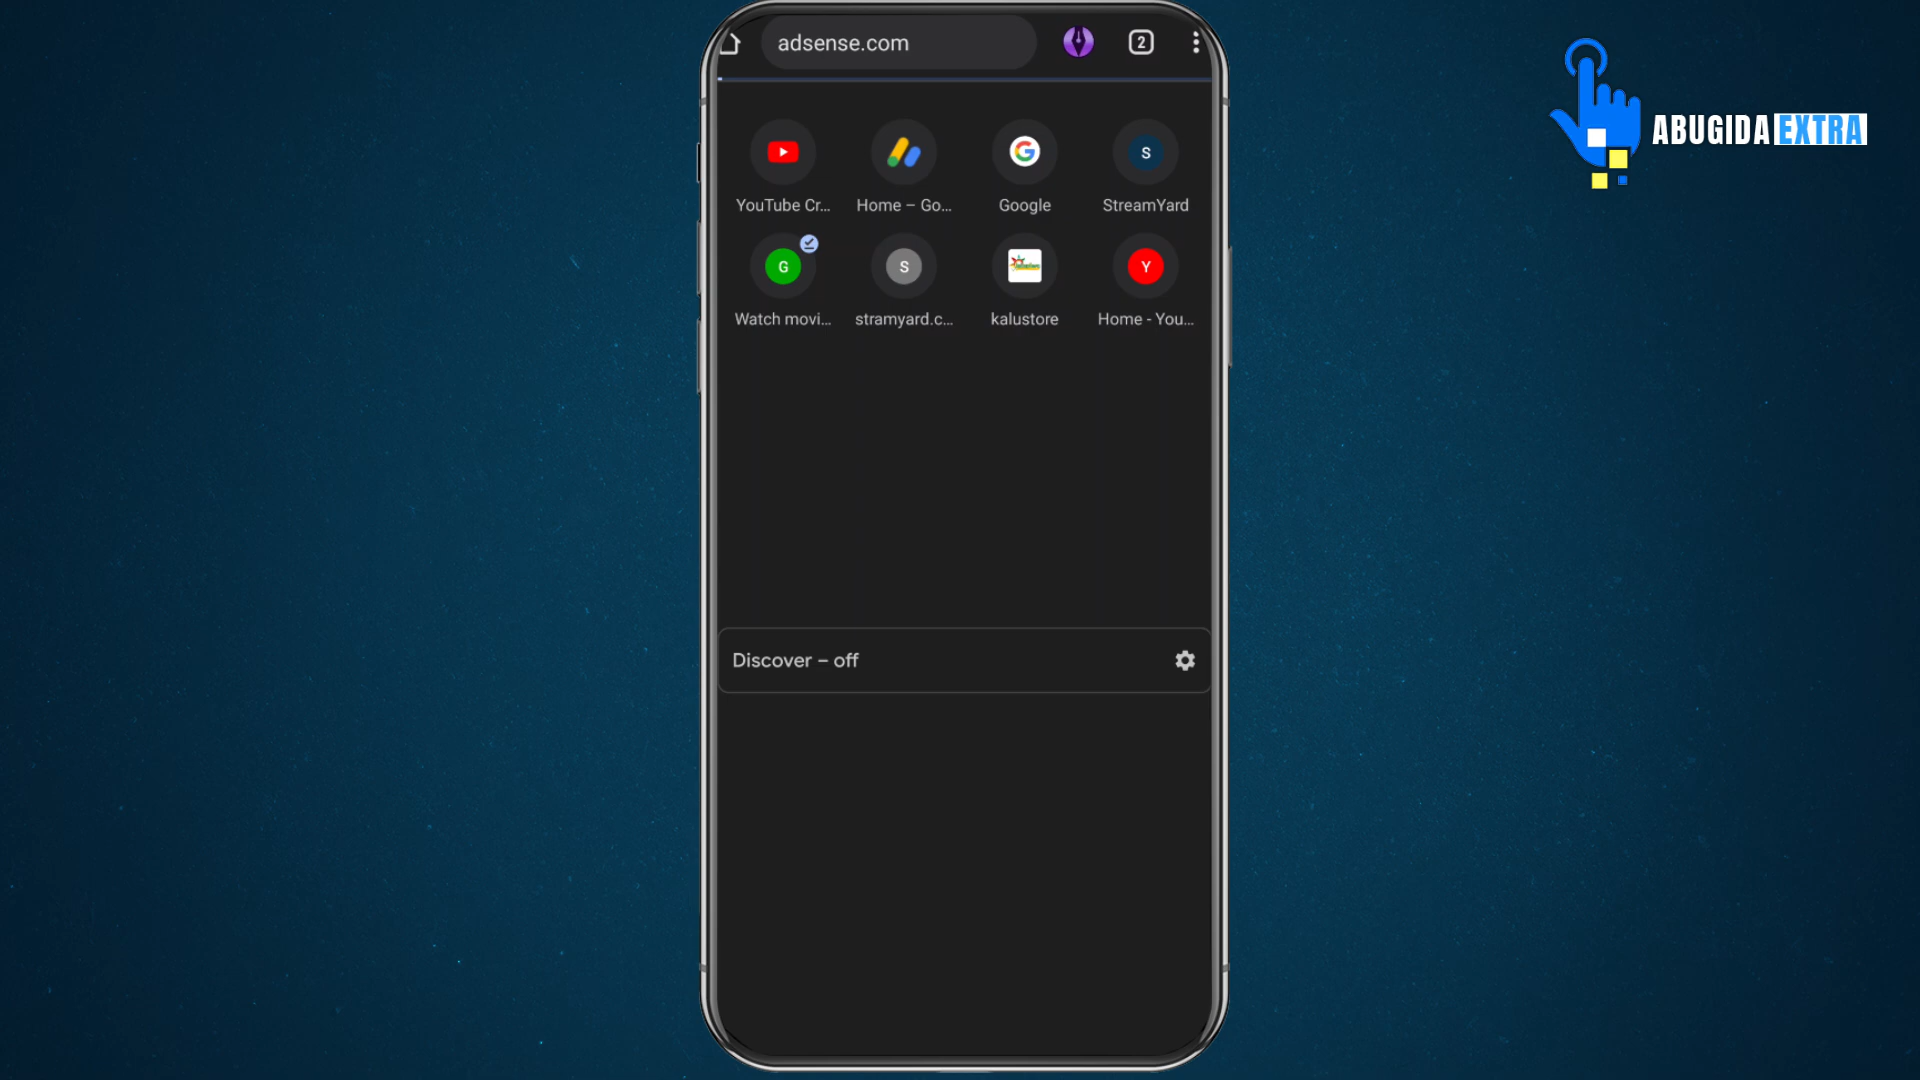 adsense.com
2
ABUGIDA EXTRA
YouTube Cr...
Home – Go...
Google
S
StreamYard
G
Watch movi...
S
stramyard.c...
kalustore
Y
Home - You...
Discover – off